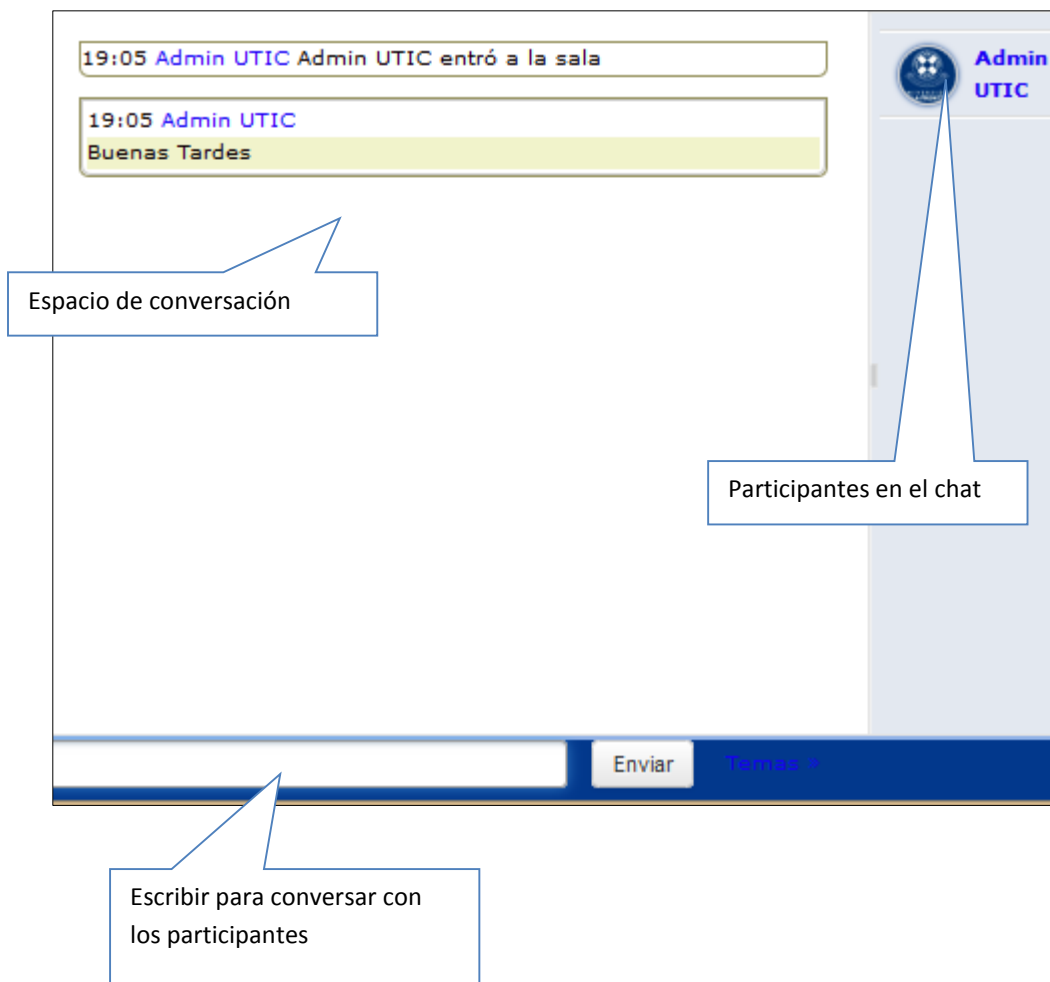 19:05 Admin UTIC Admin UTIC entró a la sala
Admin
UTIC
19:05 Admin UTIC
Buenas Tardes
Espacio de conversación
Participantes en el chat
Enviar
Temas »
Escribir para conversar con
los participantes